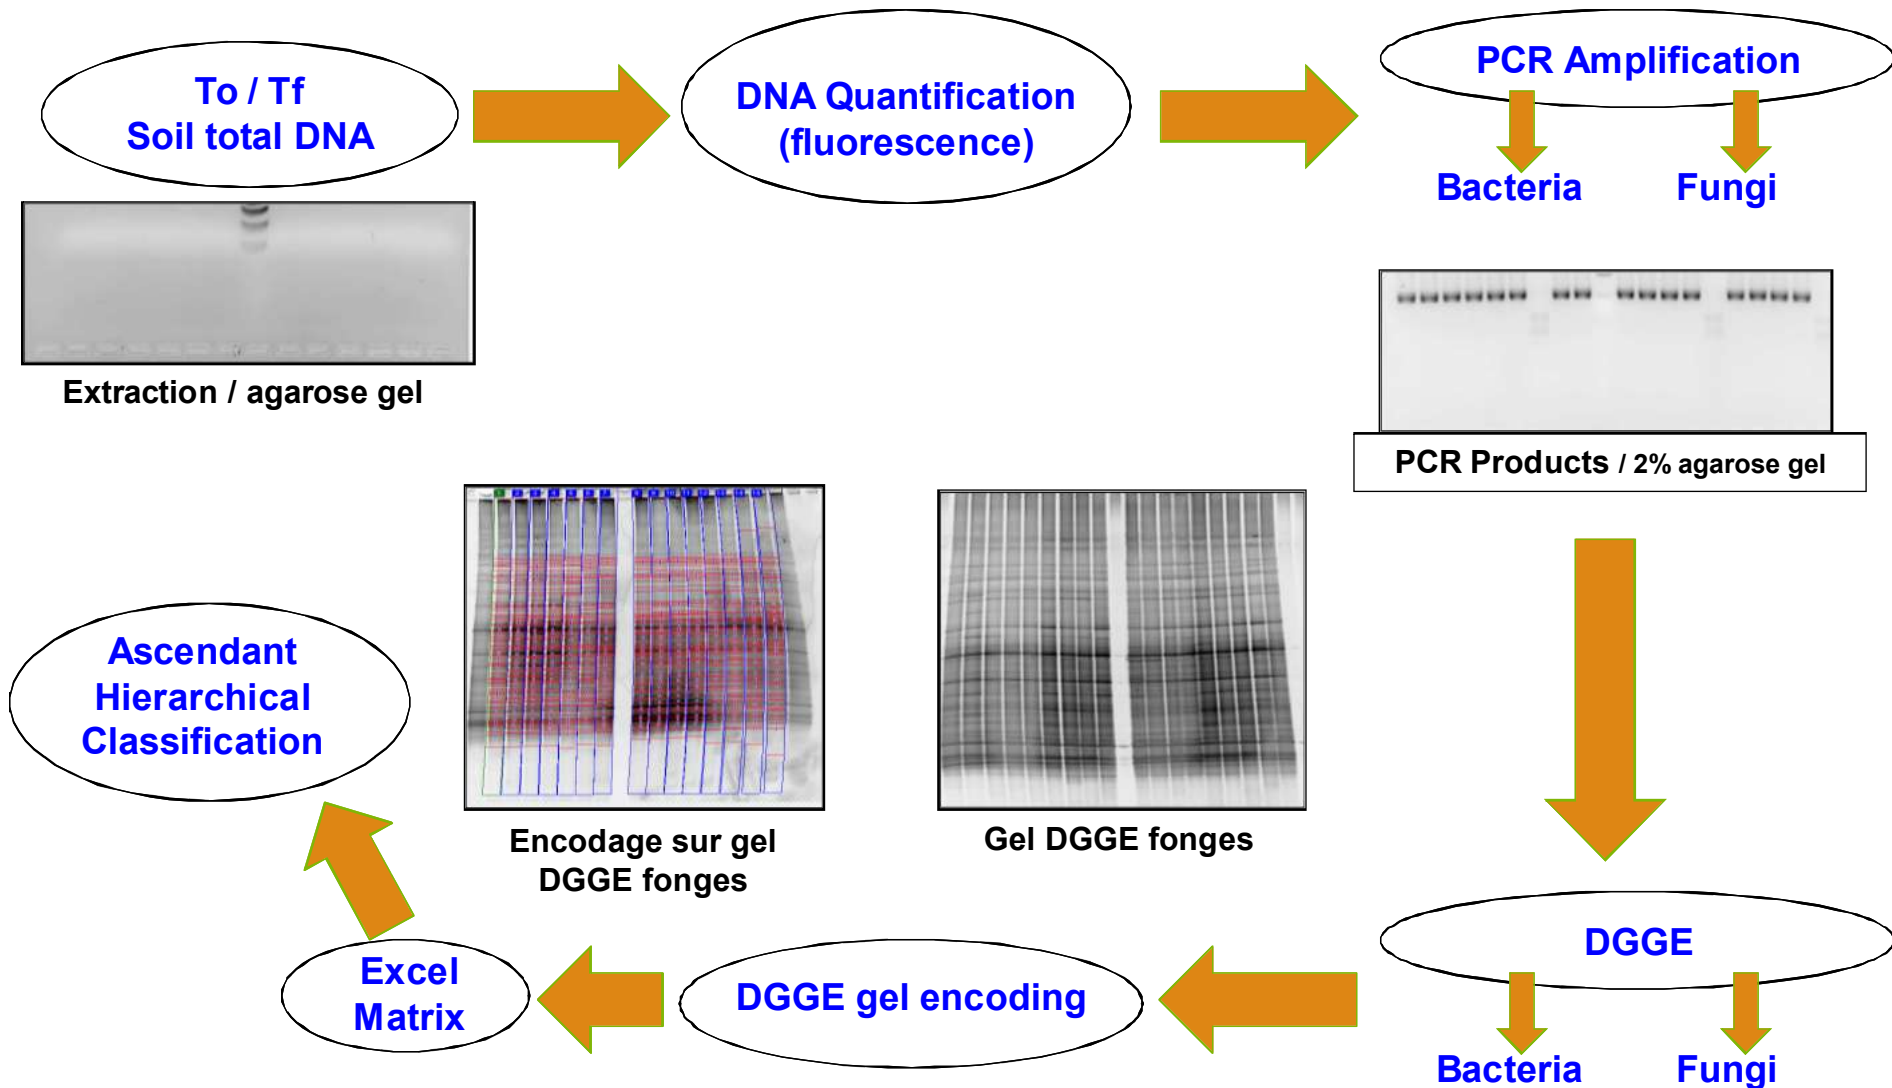 To / Tf
Soil total DNA
DNA Quantification
(fluorescence)
PCR Amplification
Bacteria
Fungi
Extraction / agarose gel
PCR Products / 2% agarose gel
Encodage sur gel
DGGE fonges
Gel DGGE fonges
Ascendant
Hierarchical
Classification
DGGE
Bacteria
Fungi
DGGE gel encoding
Excel
Matrix